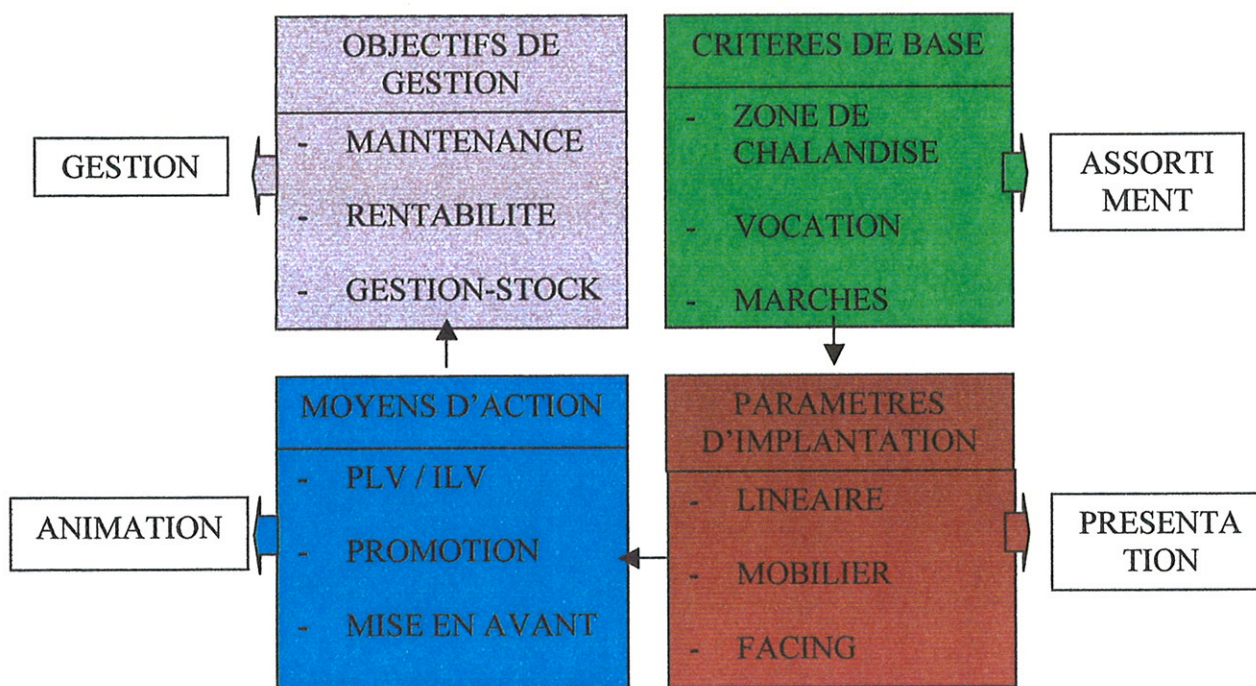 OBJECTIFS DE
GESTION
- MAINTENANCE
- RENTABILITE
- GESTION-STOCK
GESTION
CRITERES DE BASE
- ZONE DE
CHALANDISE
- VOCATION
- MARCHES
ASSORTI
MENT
MOYENS D'ACTION
- PLV / ILV
- PROMOTION
- MISE EN AVANT
ANIMATION
PARAMETRES
D'IMPLANTATION
- LINEAIRE
- MOBILIER
- FACING
PRESENTA
TION